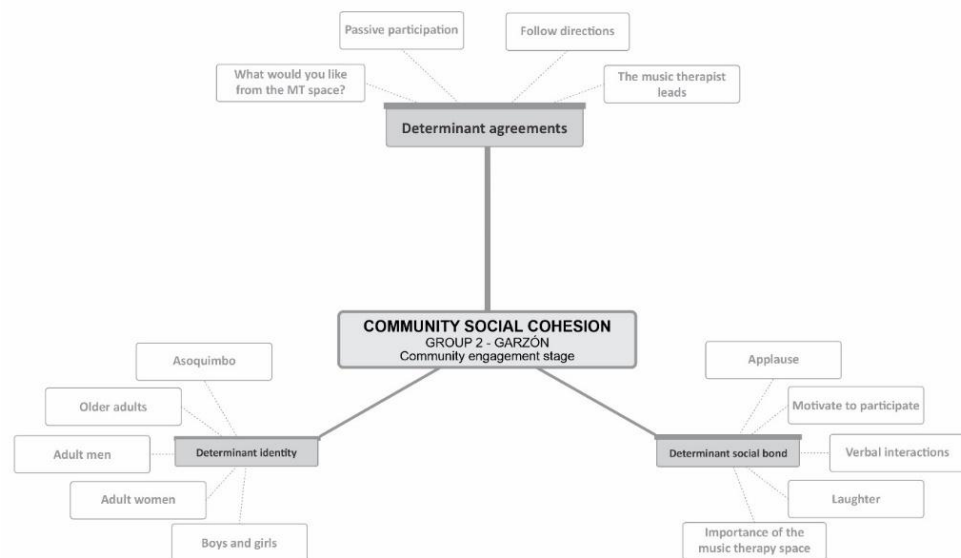 Passive participation
Follow directions
What would you like
from the MT space?
The music therapist
leads
Determinant agreements
COMMUNITY SOCIAL COHESION
GROUP 2 - GARZÓN
Community engagement stage
Asoquimbo
Older adults
Adult men
Adult women
Boys and girls
Determinant identity
Applause
Motivate to participate
Verbal interactions
Laughter
Importance of the
music therapy space
Determinant social bond